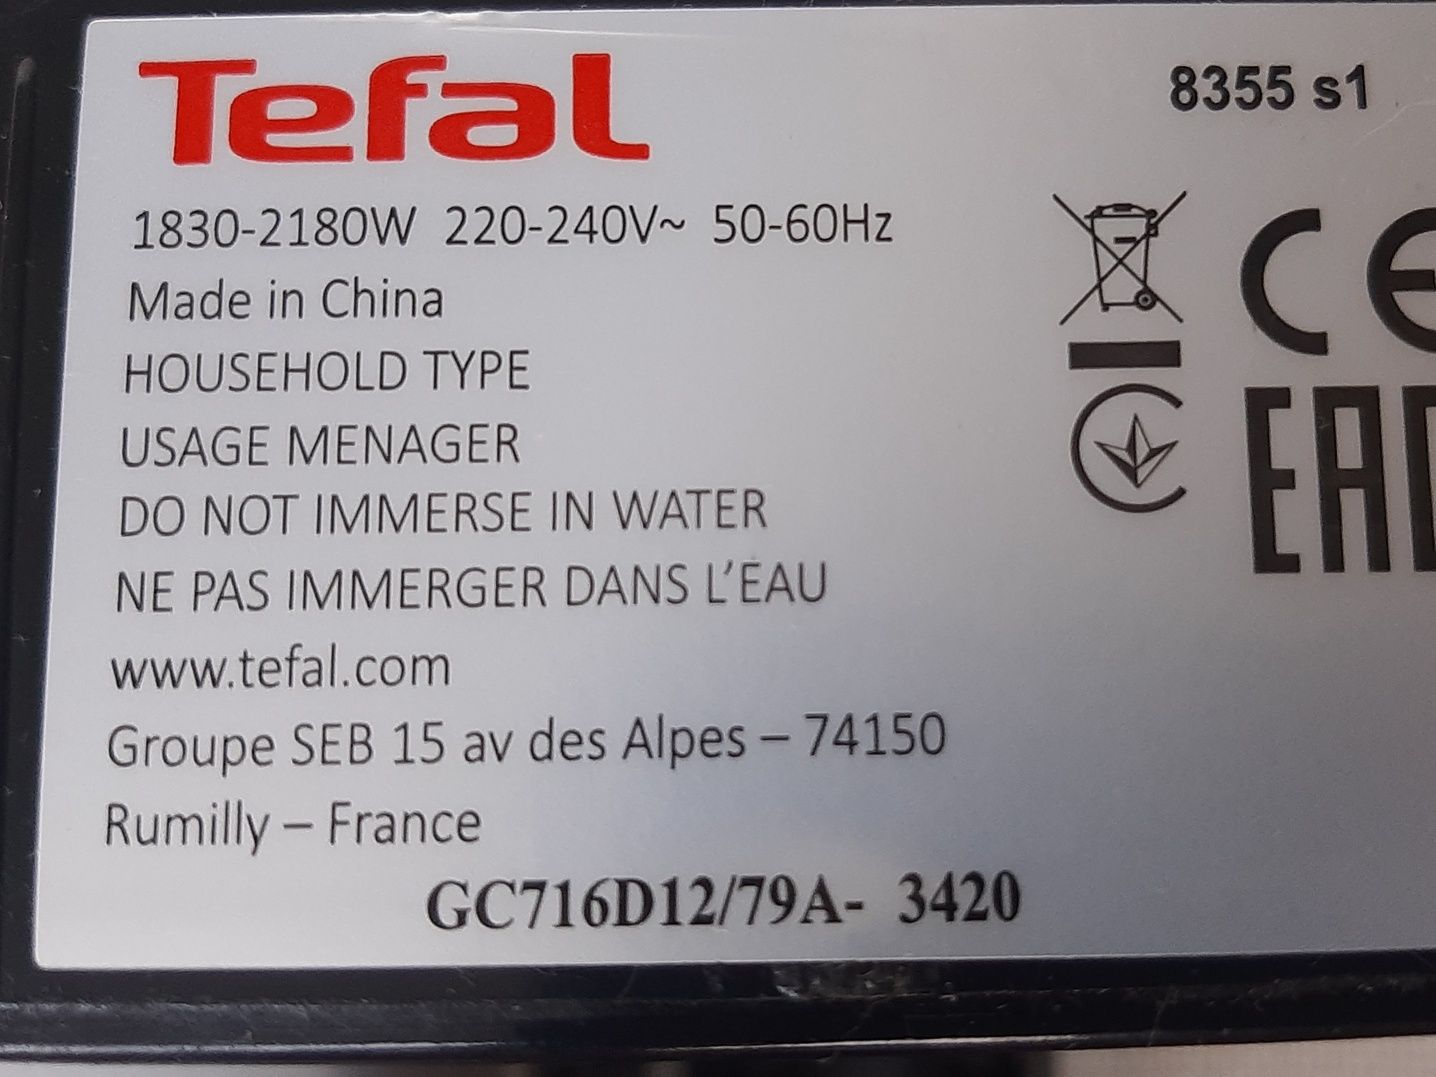 Tefal
8355 s1
1830-2180W 220-240V~ 50-60Hz
Made in China
HOUSEHOLD TYPE
USAGE MENAGER
DO NOT IMMERSE IN WATER
NE PAS IMMERGER DANS L'EAU
www.tefal.com
Groupe SEB 15 av des Alpes – 74150
Rumilly – France
GC716D12/79A- 3420
CE
EAC